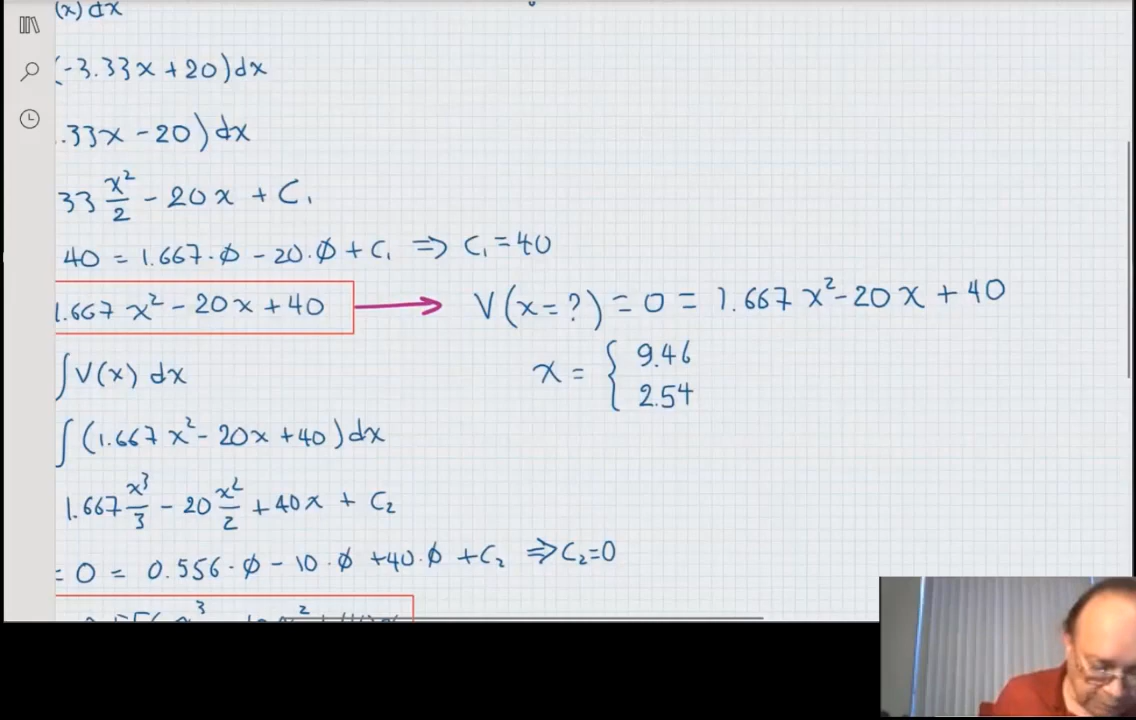 (x) dx
(-3.33x + 20) dx
.33x - 20) dx
33 x²/2 - 20x + C₁
40 = 1.667·0 - 20·0 + C₁ ⇒ C₁ = 40
1.667 x² - 20x + 40 → V(x=?) = 0 = 1.667 x² - 20x + 40
x = { 9.46
2.54
∫ V(x) dx
∫ (1.667 x² - 20x + 40) dx
1.667 x³/3 - 20 x²/2 + 40x + C₂
= 0 = 0.556·0 - 10·0 + 40·0 + C₂ ⇒ C₂ = 0